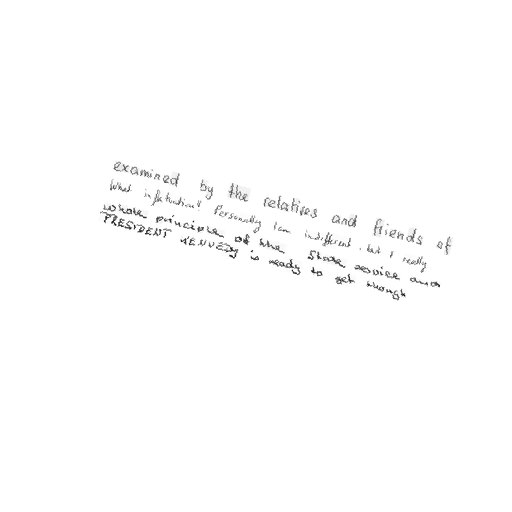 examined by the relatives and friends of
What infatuation! Personally I am indifferent, but I really
whole principle of the State service and
PRESIDENT KENNEDY is ready to get through